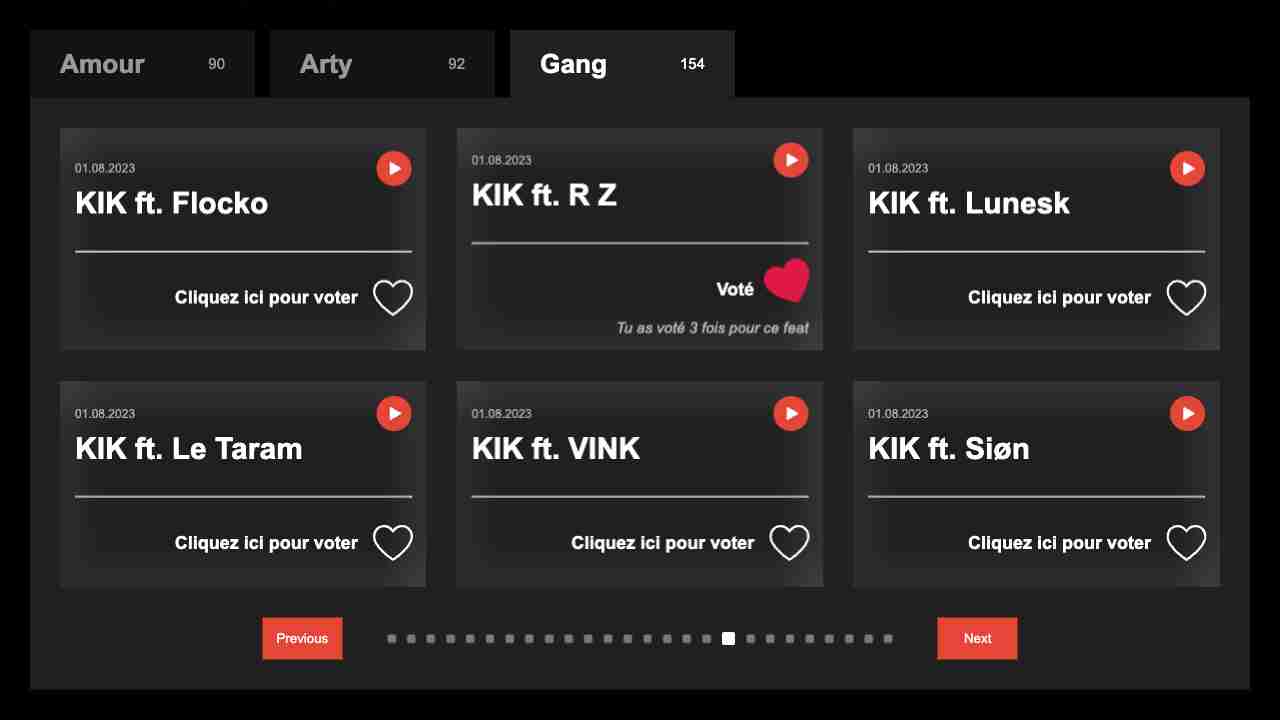 Amour 90
Arty 92
Gang 154
01.08.2023
KIK ft. Flocko
Cliquez ici pour voter
01.08.2023
KIK ft. R Z
Voté
Tu as voté 3 fois pour ce feat
01.08.2023
KIK ft. Lunesk
Cliquez ici pour voter
01.08.2023
KIK ft. Le Taram
Cliquez ici pour voter
01.08.2023
KIK ft. VINK
Cliquez ici pour voter
01.08.2023
KIK ft. Siøn
Cliquez ici pour voter
Previous
Next